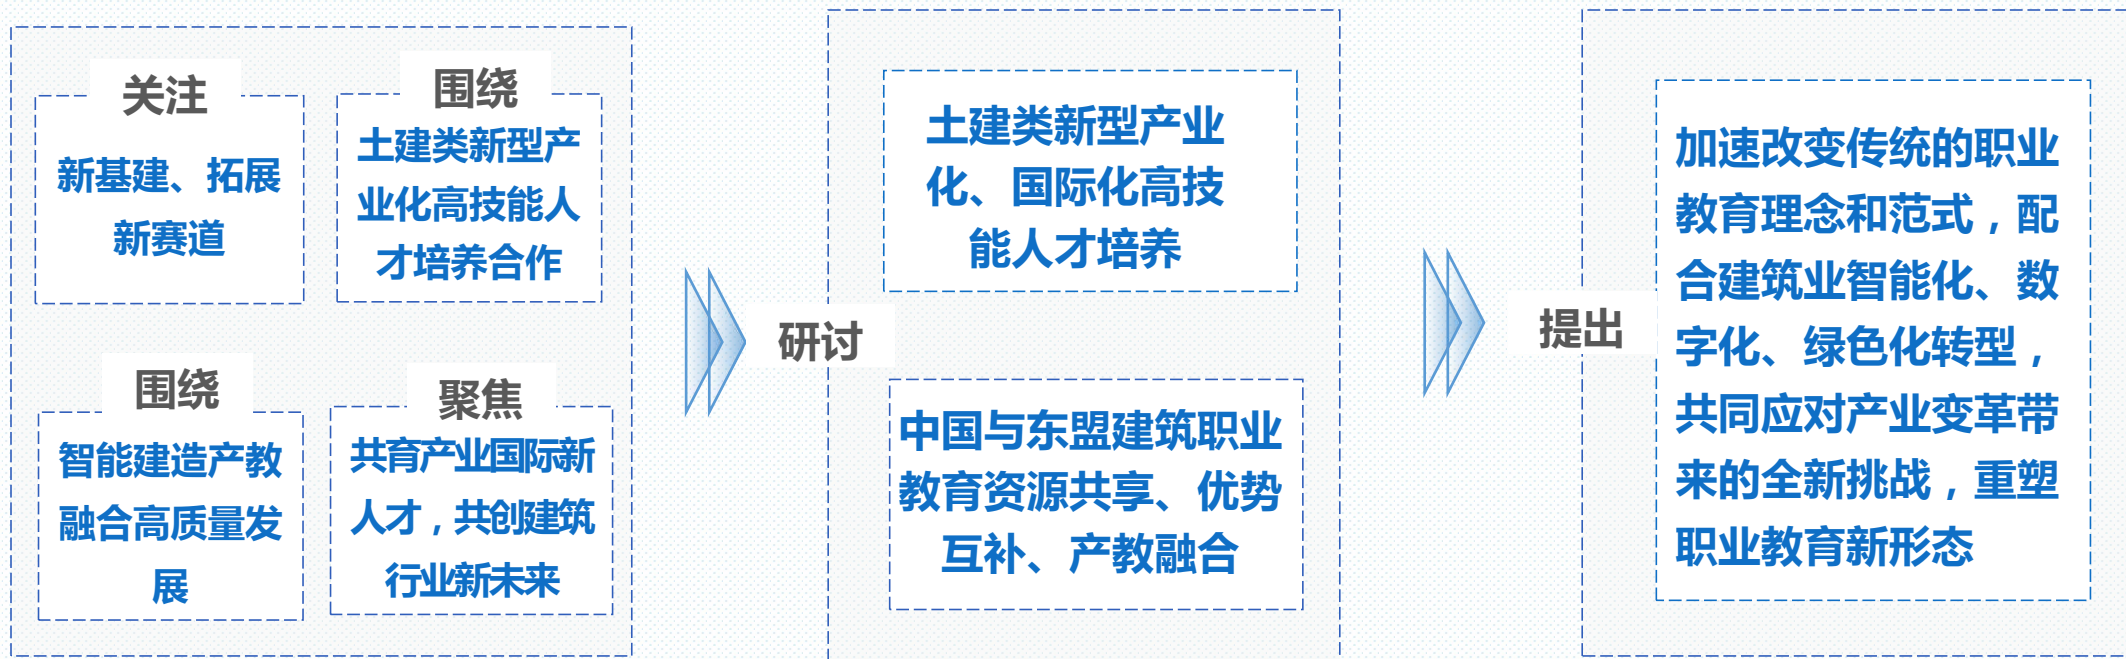 关注
新基建、拓展
新赛道
围绕
土建类新型产
业化高技能人
才培养合作
围绕
智能建造产教
融合高质量发
展
聚焦
共育产业国际新
人才，共创建筑
行业新未来
研讨
土建类新型产业
化、国际化高技
能人才培养
中国与东盟建筑职业
教育资源共享、优势
互补、产教融合
提出
加速改变传统的职业
教育理念和范式，配
合建筑业智能化、数
字化、绿色化转型，
共同应对产业变革带
来的全新挑战，重塑
职业教育新形态